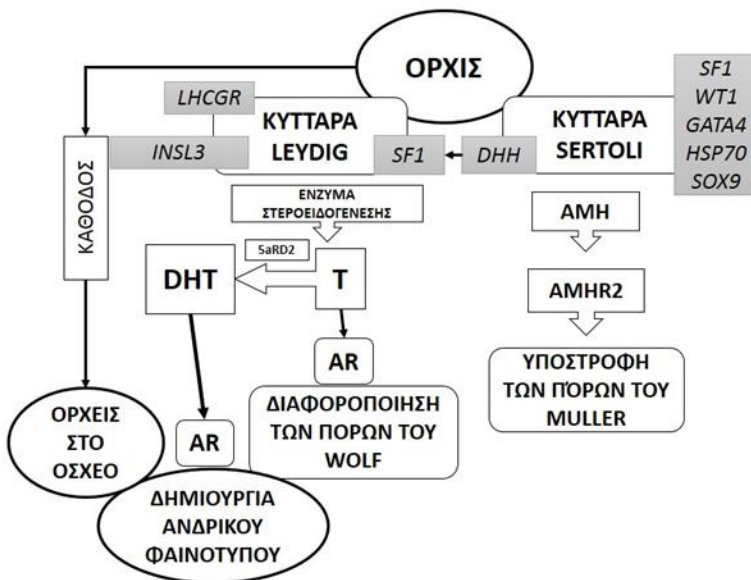 ΟΡΧΙΣ
LHCGR
ΚΥΤΤΑΡΑ
LEYDIG
INSL3
SF1
DHH
ΚΥΤΤΑΡΑ
SERTOLI
SF1
WT1
GATA4
HSP70
SOX9
ΚΑΘΟΔΟΣ
ΕΝΖΥΜΑ
ΣΤΕΡΟΕΙΔΟΓΕΝΕΣΗΣ
AMH
5aRD2
DHT
T
AMHR2
AR
ΥΠΟΣΤΡΟΦΗ
ΤΩΝ ΠΌΡΩΝ ΤΟΥ
MULLER
ΔΙΑΦΟΡΟΠΟΙΗΣΗ
ΤΩΝ ΠΟΡΩΝ ΤΟΥ
WOLF
ΟΡΧΕΙΣ
ΣΤΟ
ΟΣΧΕΟ
AR
ΔΗΜΙΟΥΡΓΙΑ
ΑΝΔΡΙΚΟΥ
ΦΑΙΝΟΤΥΠΟΥ